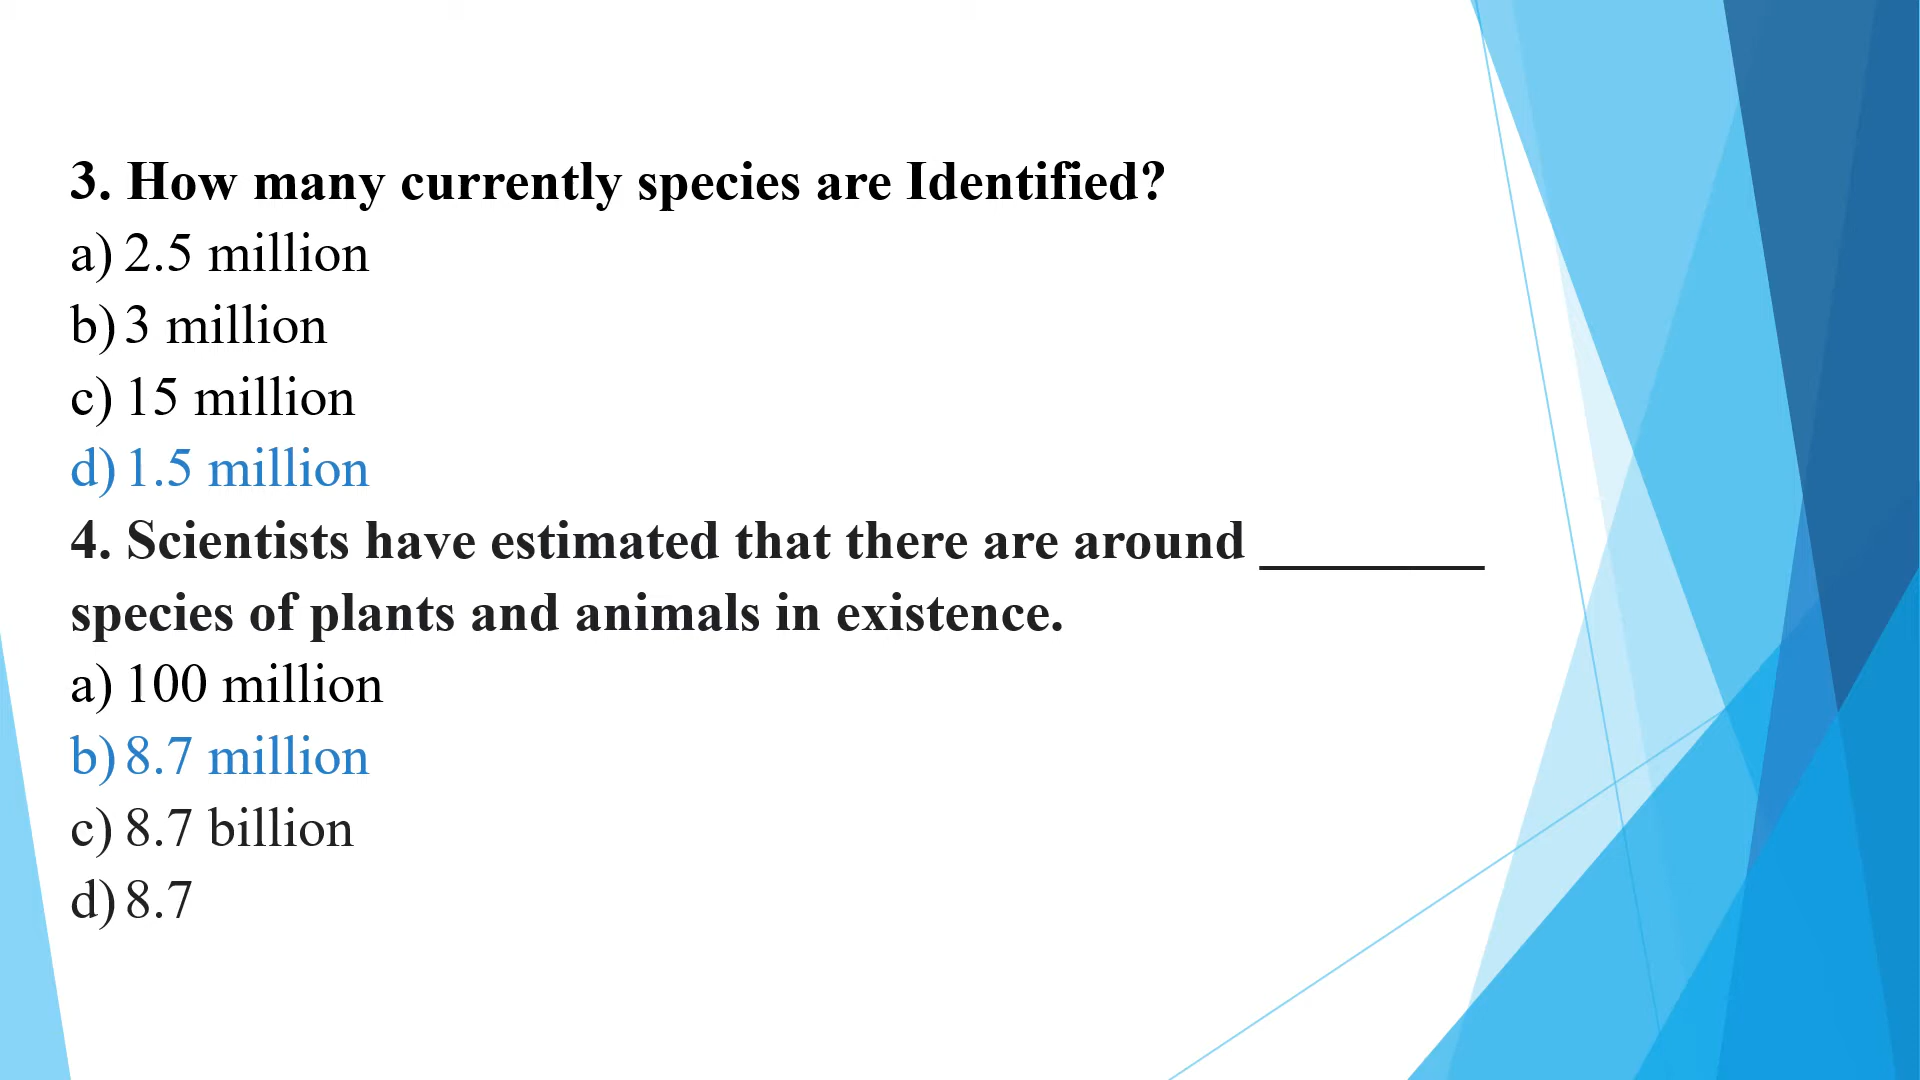 3. How many currently species are Identified?
a) 2.5 million
b) 3 million
c) 15 million
d) 1.5 million
4. Scientists have estimated that there are around ________
species of plants and animals in existence.
a) 100 million
b) 8.7 million
c) 8.7 billion
d) 8.7